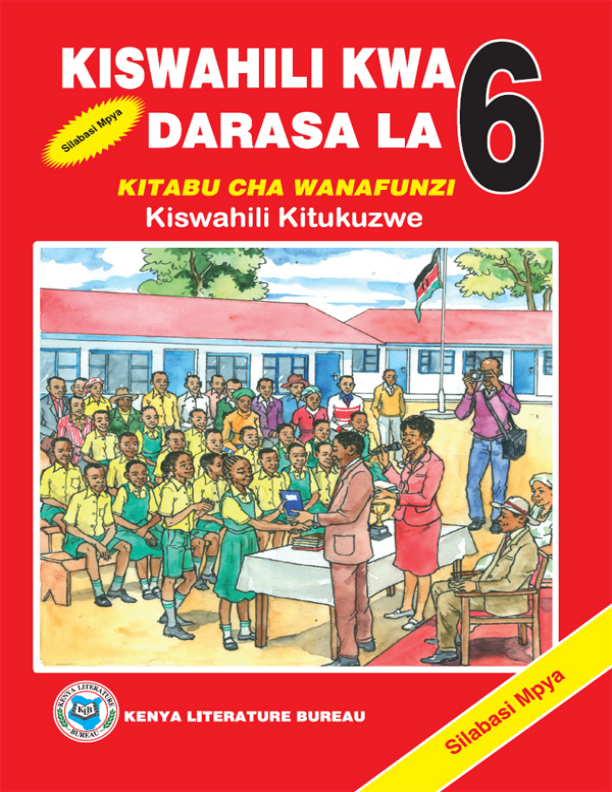 KISWAHILI KWA
DARASA LA 6
Silabasi Mpya
KITABU CHA WANAFUNZI
Kiswahili Kitukuzwe
KENYA LITERATURE
KLB
BUREAU
KENYA LITERATURE BUREAU
Silabasi Mpya